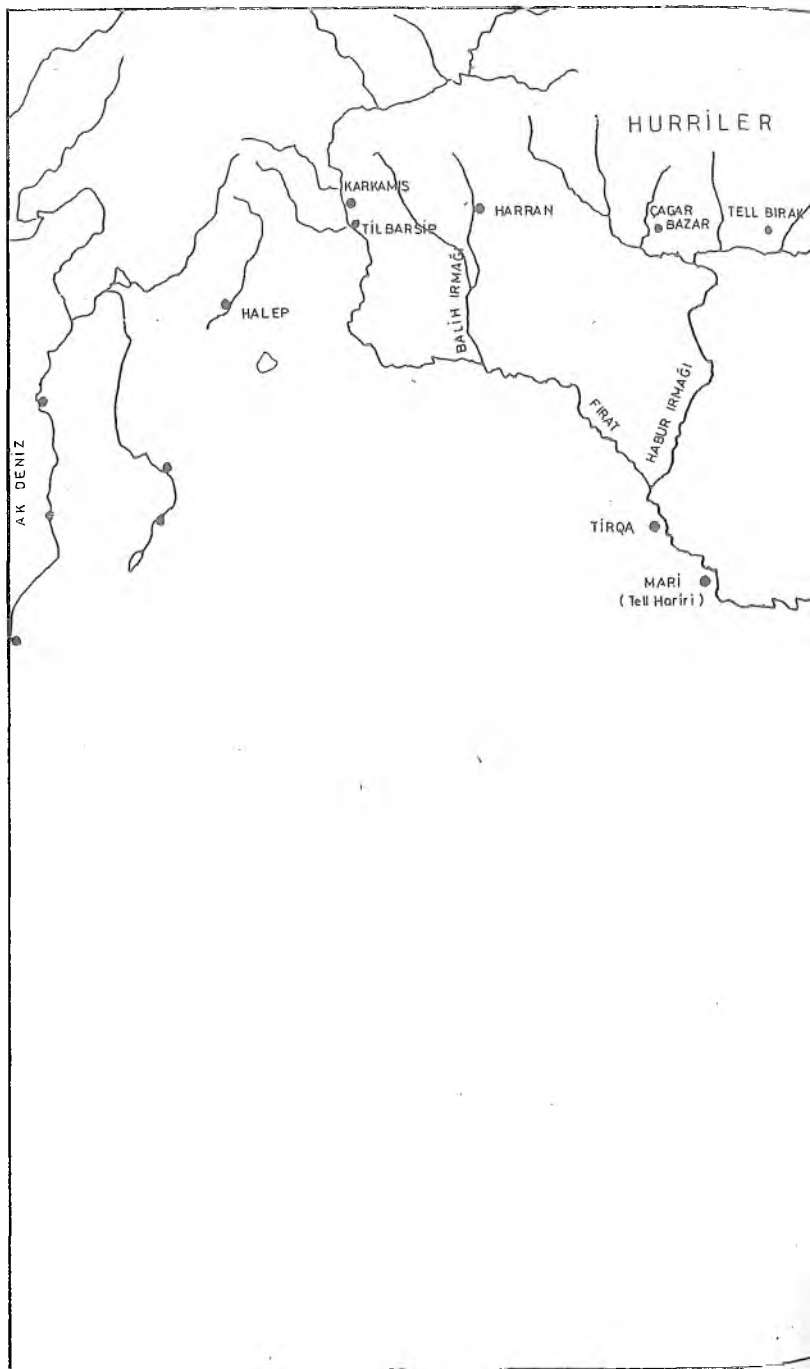 HURRİLER
KARKAMIŞ
TİLBARSİP
HARRAN
ÇAGAR
BAZAR
TELL BIRAK
HALEP
BALİH IRMAĞI
FIRAT
HABUR IRMAĞI
AK DENİZ
TİRQA
MARİ
(Tell Hariri)